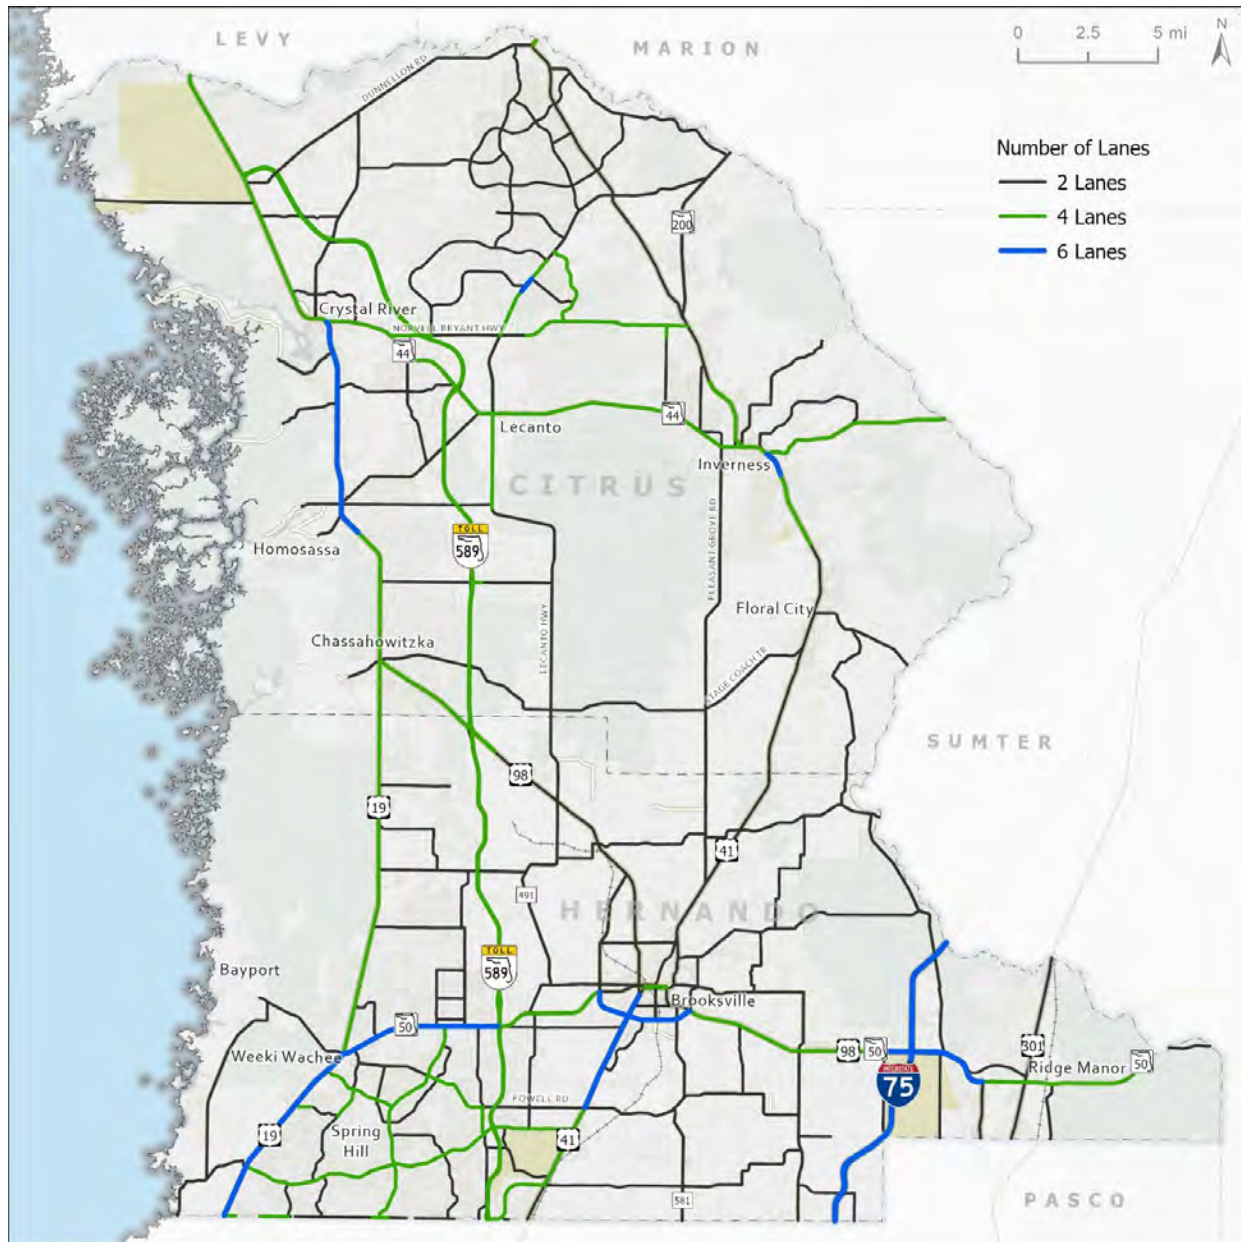 LEVY
MARION
0 2.5 5 mi
N
Number of Lanes
2 Lanes
4 Lanes
6 Lanes
DUNNELLON RD
200
Crystal River
NORVELL BRYANT HWY
44
44
Lecanto
Inverness
CITRUS
TOLL
589
Homosassa
PLEASANT GROVE RD
Floral City
Chassahowitzka
LECANTO HWY
STAGE COACH TR
SUMTER
98
19
41
491
HERNANDO
TOLL
589
Bayport
Brooksville
50
Weeki Wachee
98
50
301
Ridge Manor
50
INTERSTATE
75
POWELL RD
19
Spring
Hill
41
581
PASCO